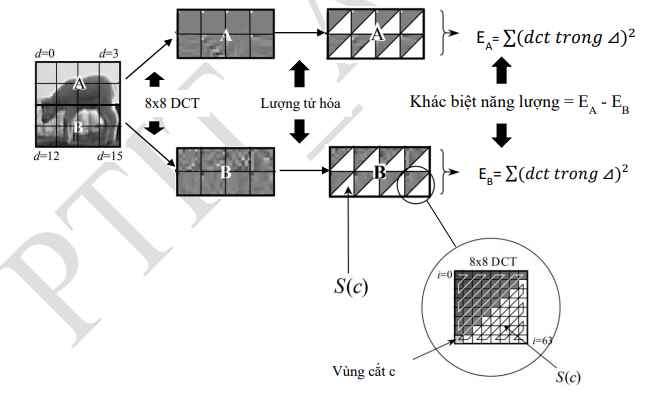 d=0 d=3
A
B
d=12 d=15
8x8 DCT
A
B
Lượng tử hóa
A
B
E_A= ∑(dct trong ⊿)²
Khác biệt năng lượng = E_A - E_B
E_B= ∑(dct trong ⊿)²
S(c)
8x8 DCT
i=0
i=63
Vùng cắt c
S(c)
PTIT